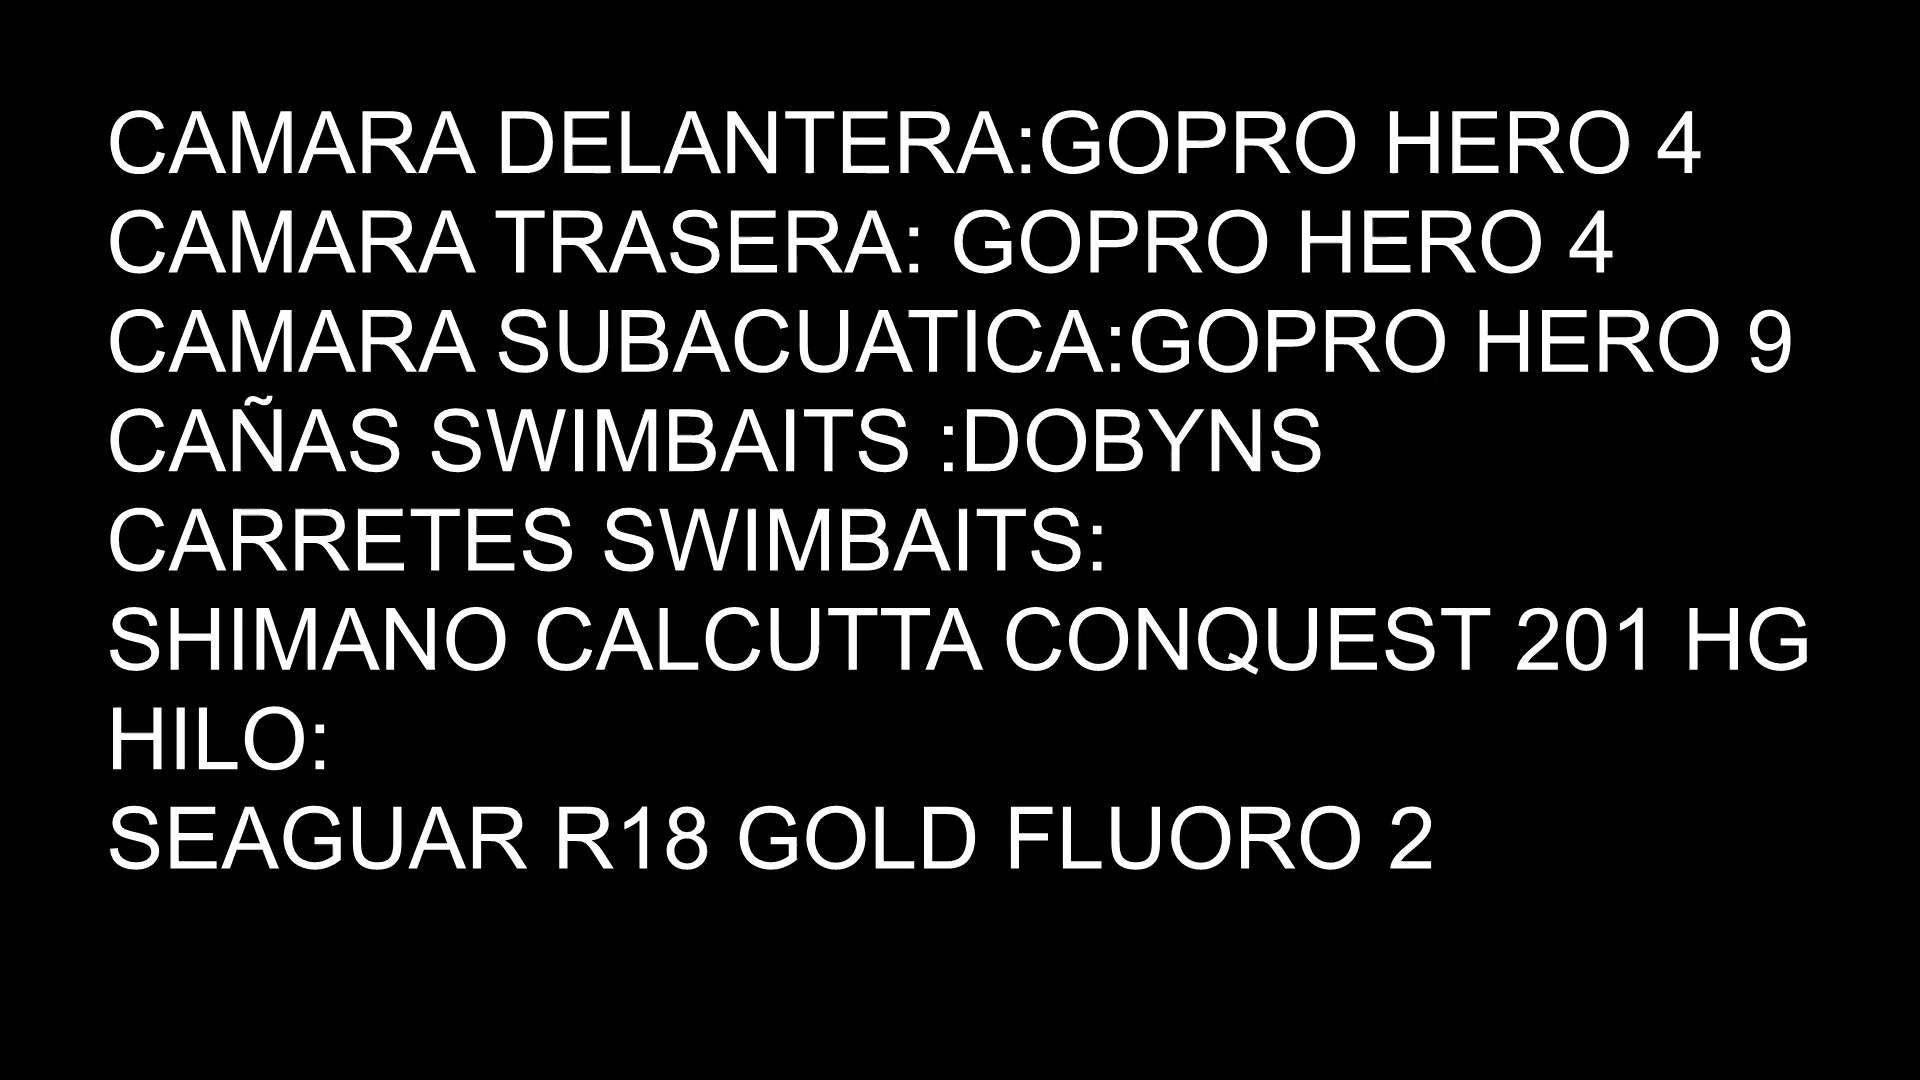 CAMARA DELANTERA:GOPRO HERO 4
CAMARA TRASERA: GOPRO HERO 4
CAMARA SUBACUATICA:GOPRO HERO 9
CAÑAS SWIMBAITS :DOBYNS
CARRETES SWIMBAITS:
SHIMANO CALCUTTA CONQUEST 201 HG
HILO:
SEAGUAR R18 GOLD FLUORO 2